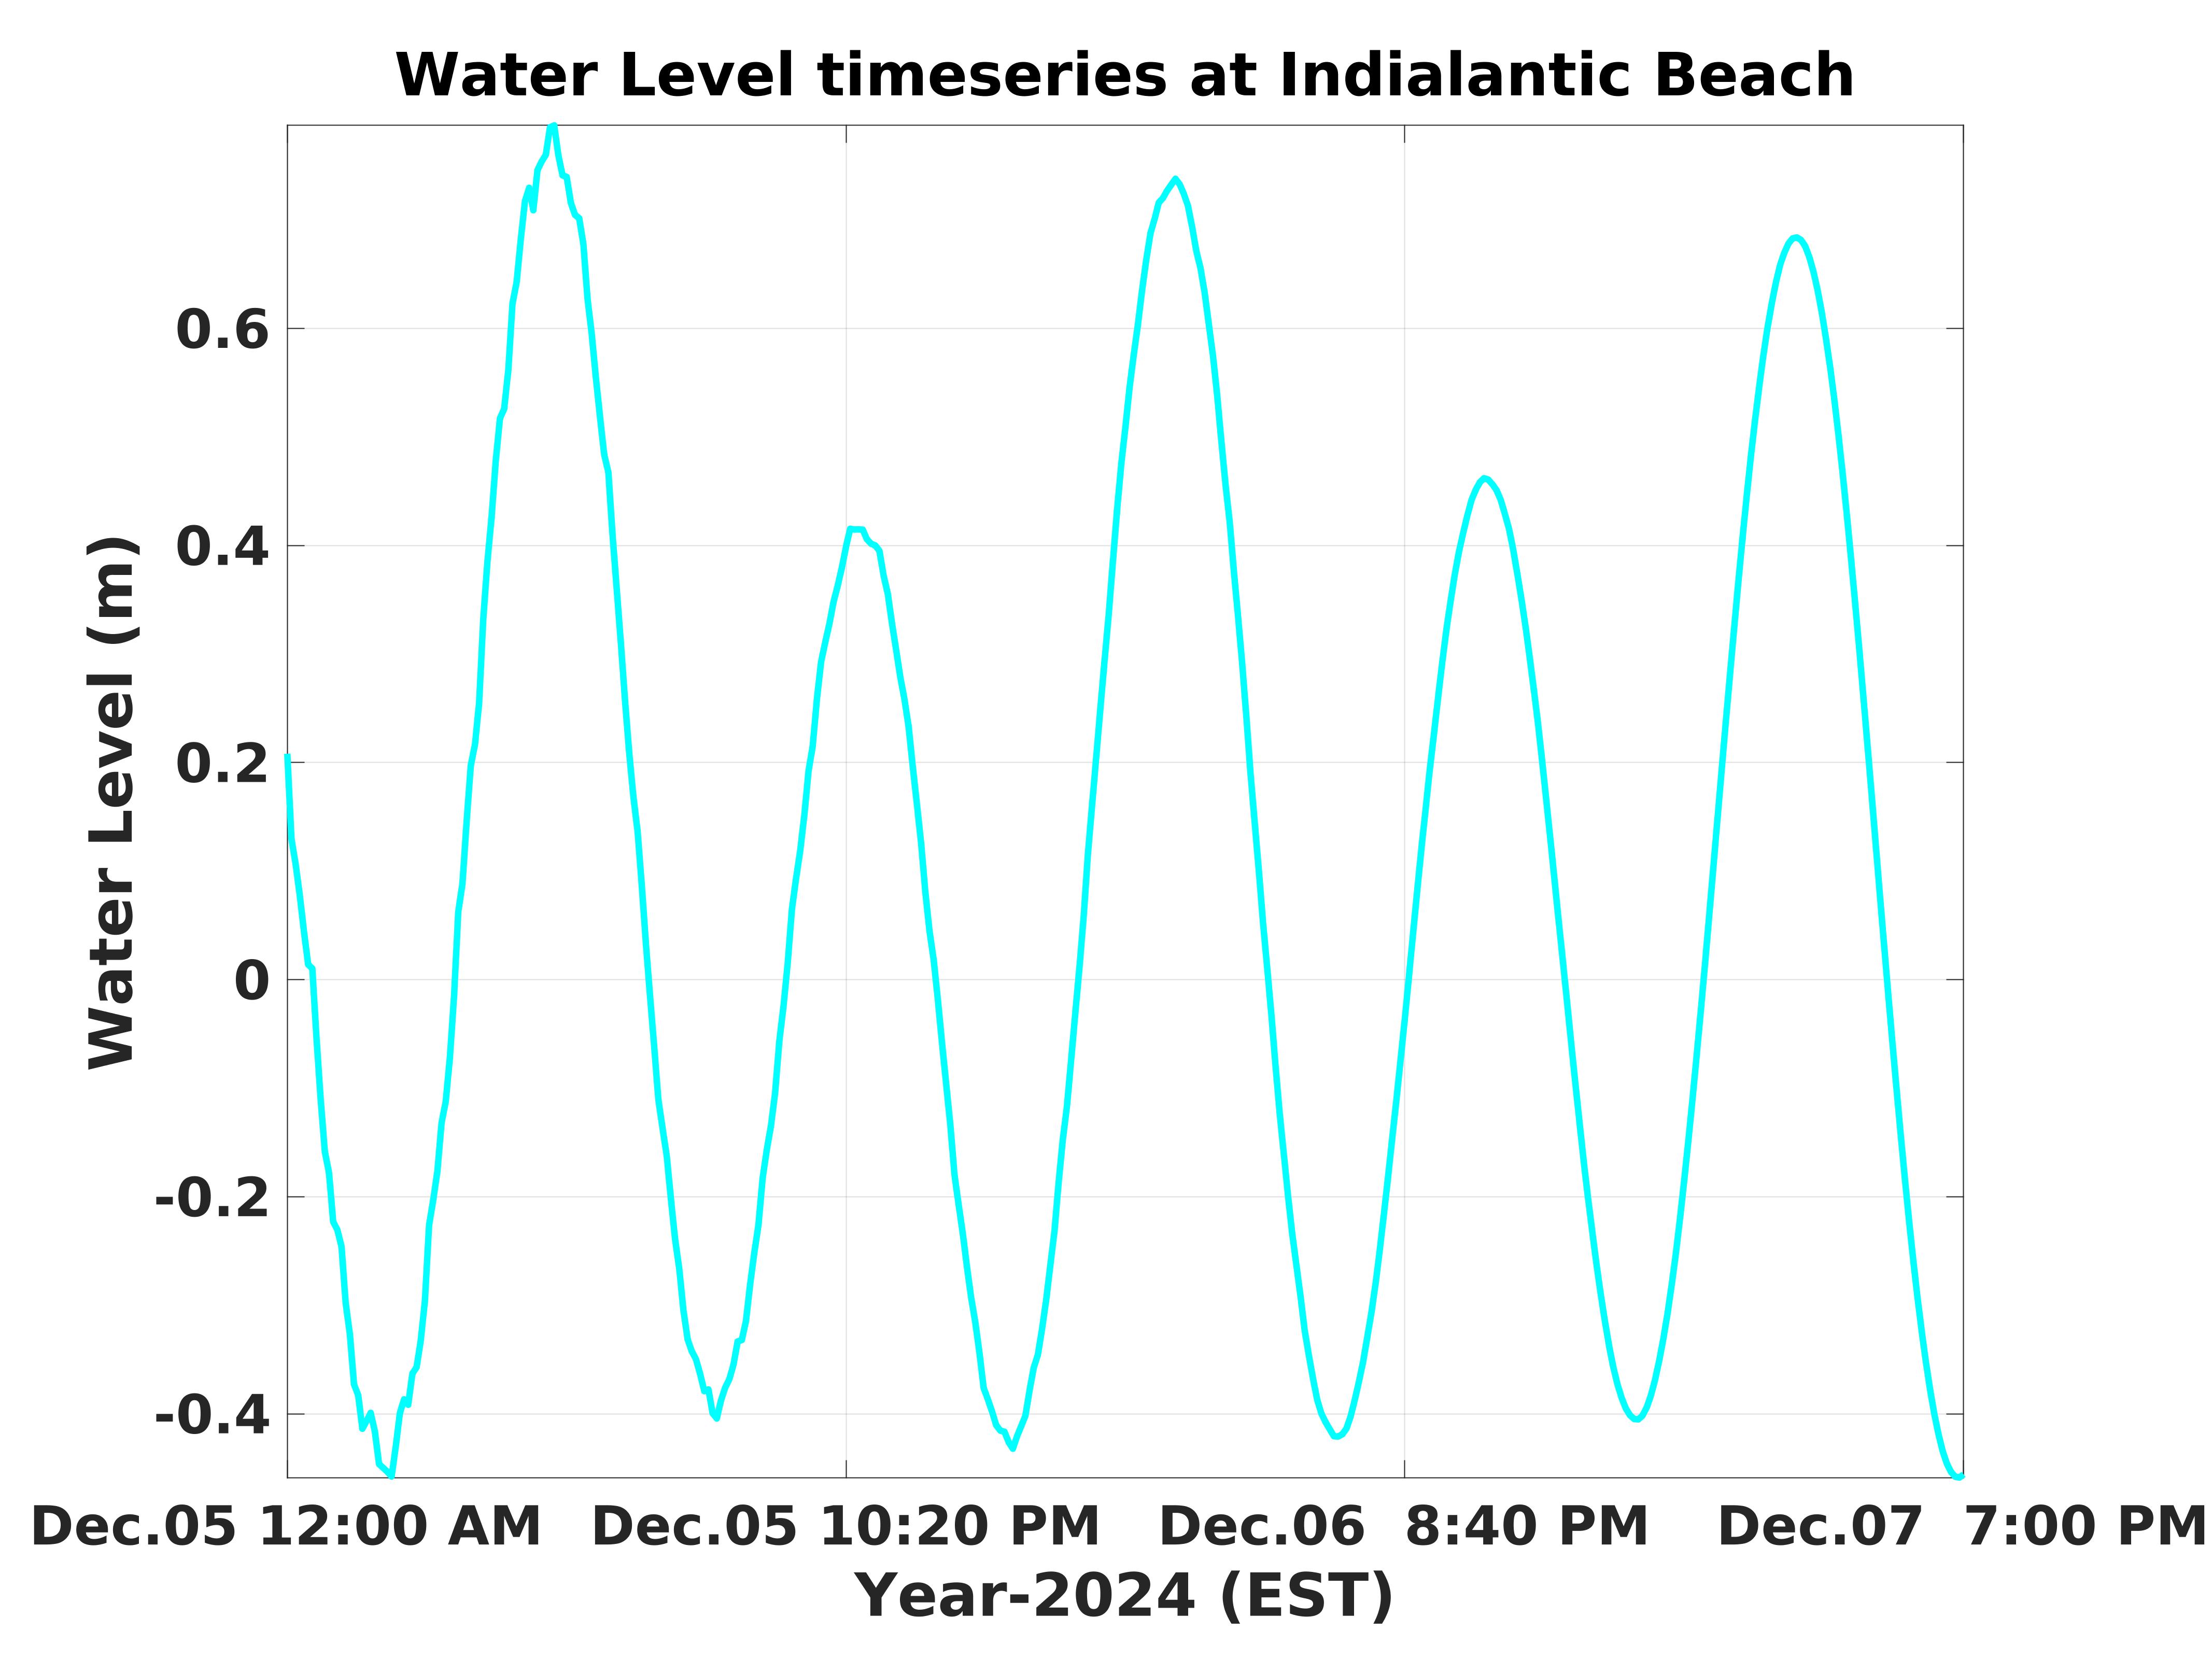 Water Level timeseries at Indialantic Beach
0.6
0.4
0.2
0
-0.2
-0.4
Water Level (m)
Dec.05 12:00 AM Dec.05 10:20 PM Dec.06 8:40 PM Dec.07 7:00 PM
Year-2024 (EST)